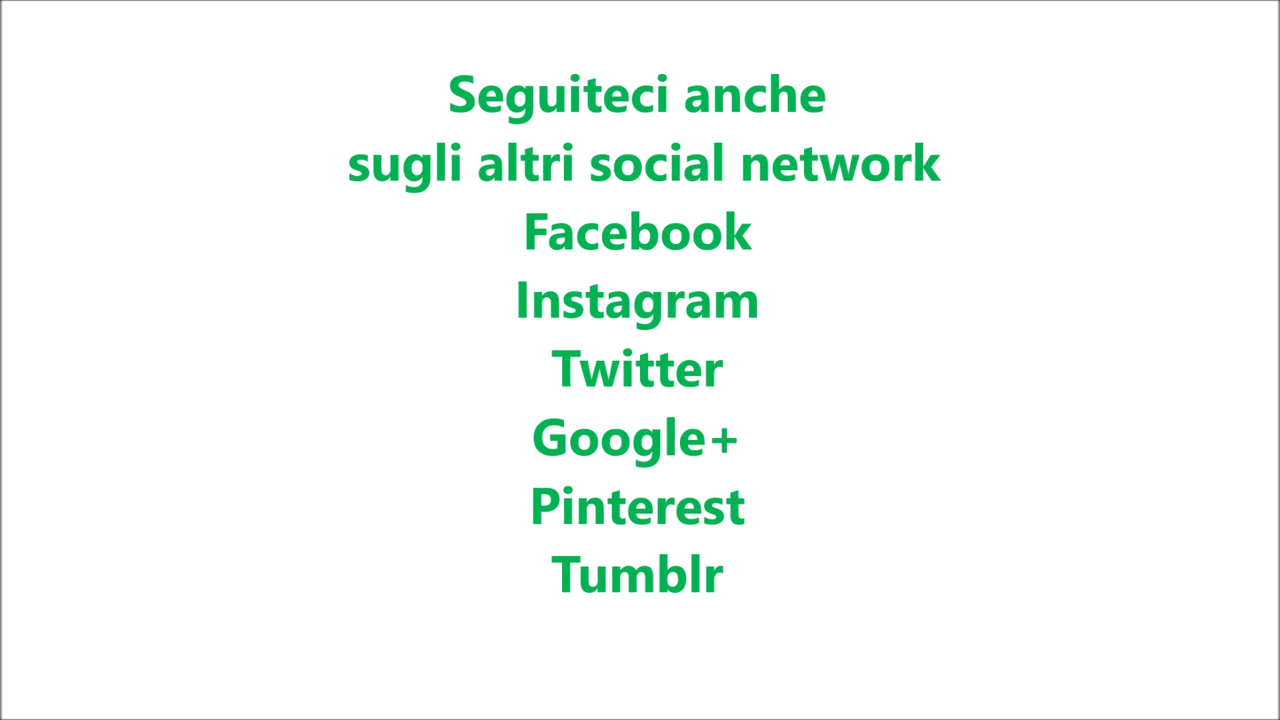 Seguiteci anche
sugli altri social network
Facebook
Instagram
Twitter
Google+
Pinterest
Tumblr